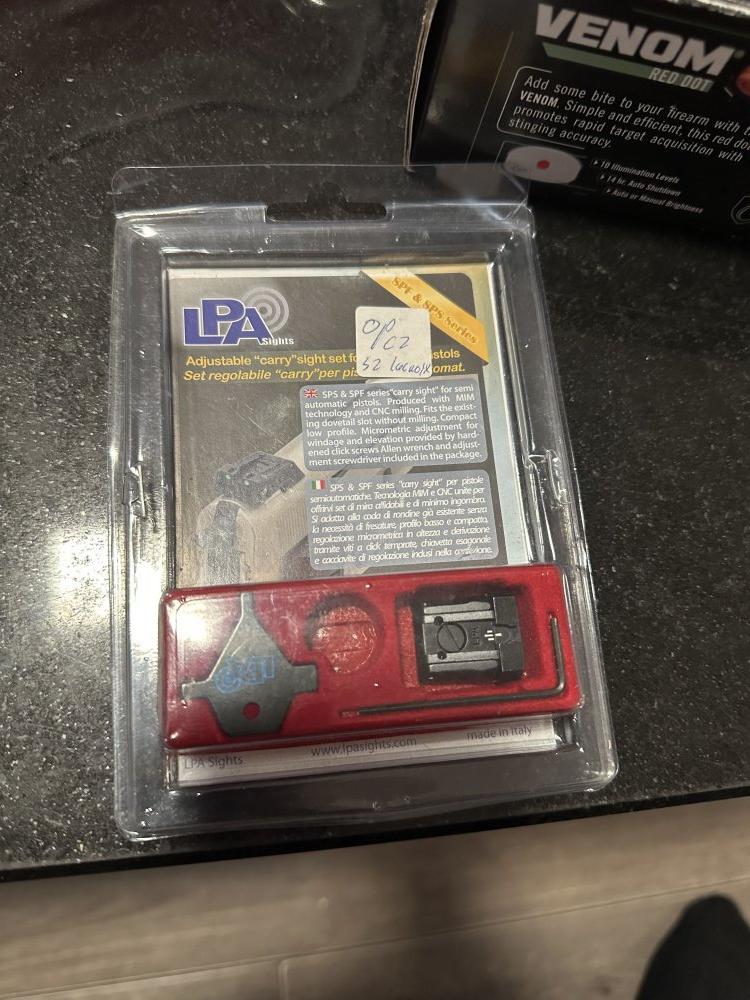 VENOM
RED DOT
Add some bite to your firearm with
VENOM. Simple and efficient, this red do
promotes rapid target acquisition with
stinging accuracy.
10 Illumination Levels
14 hr. Auto Shutdown
Auto or Manual Brightness
SPF & SPS Series
LPA
Sights
OP
CZ
S2
Adjustable "carry"sight set fo stols
Set regolabile "carry"per pis omat.
SPS & SPF series"carry sight" for semi
automatic pistols. Produced with MIM
technology and CNC milling. Fits the exist-
ing dovetail slot without milling. Compact
low profile. Micrometric adjustment for
windage and elevation provided by hard-
ened click screws Allen wrench and adjust-
ment screwdriver included in the package.
SPS & SPF series "carry sight" per pistole
semiautomatiche. Tecnologia MIM e CNC unite per
offrirvi set di mira affidabili e di minimo ingombro.
Si adatta alla coda di rondine già esistente senza
la necessità di fresature, profilo basso e compatto,
regolazione micrometrica in altezza e derivazione
tramite viti a click temprate, chiavetta esagonale
e cacciavite di regolazione inclusi nella confezione.
LPA
LPA
LPA Sights
www.lpasights.com
made in Italy